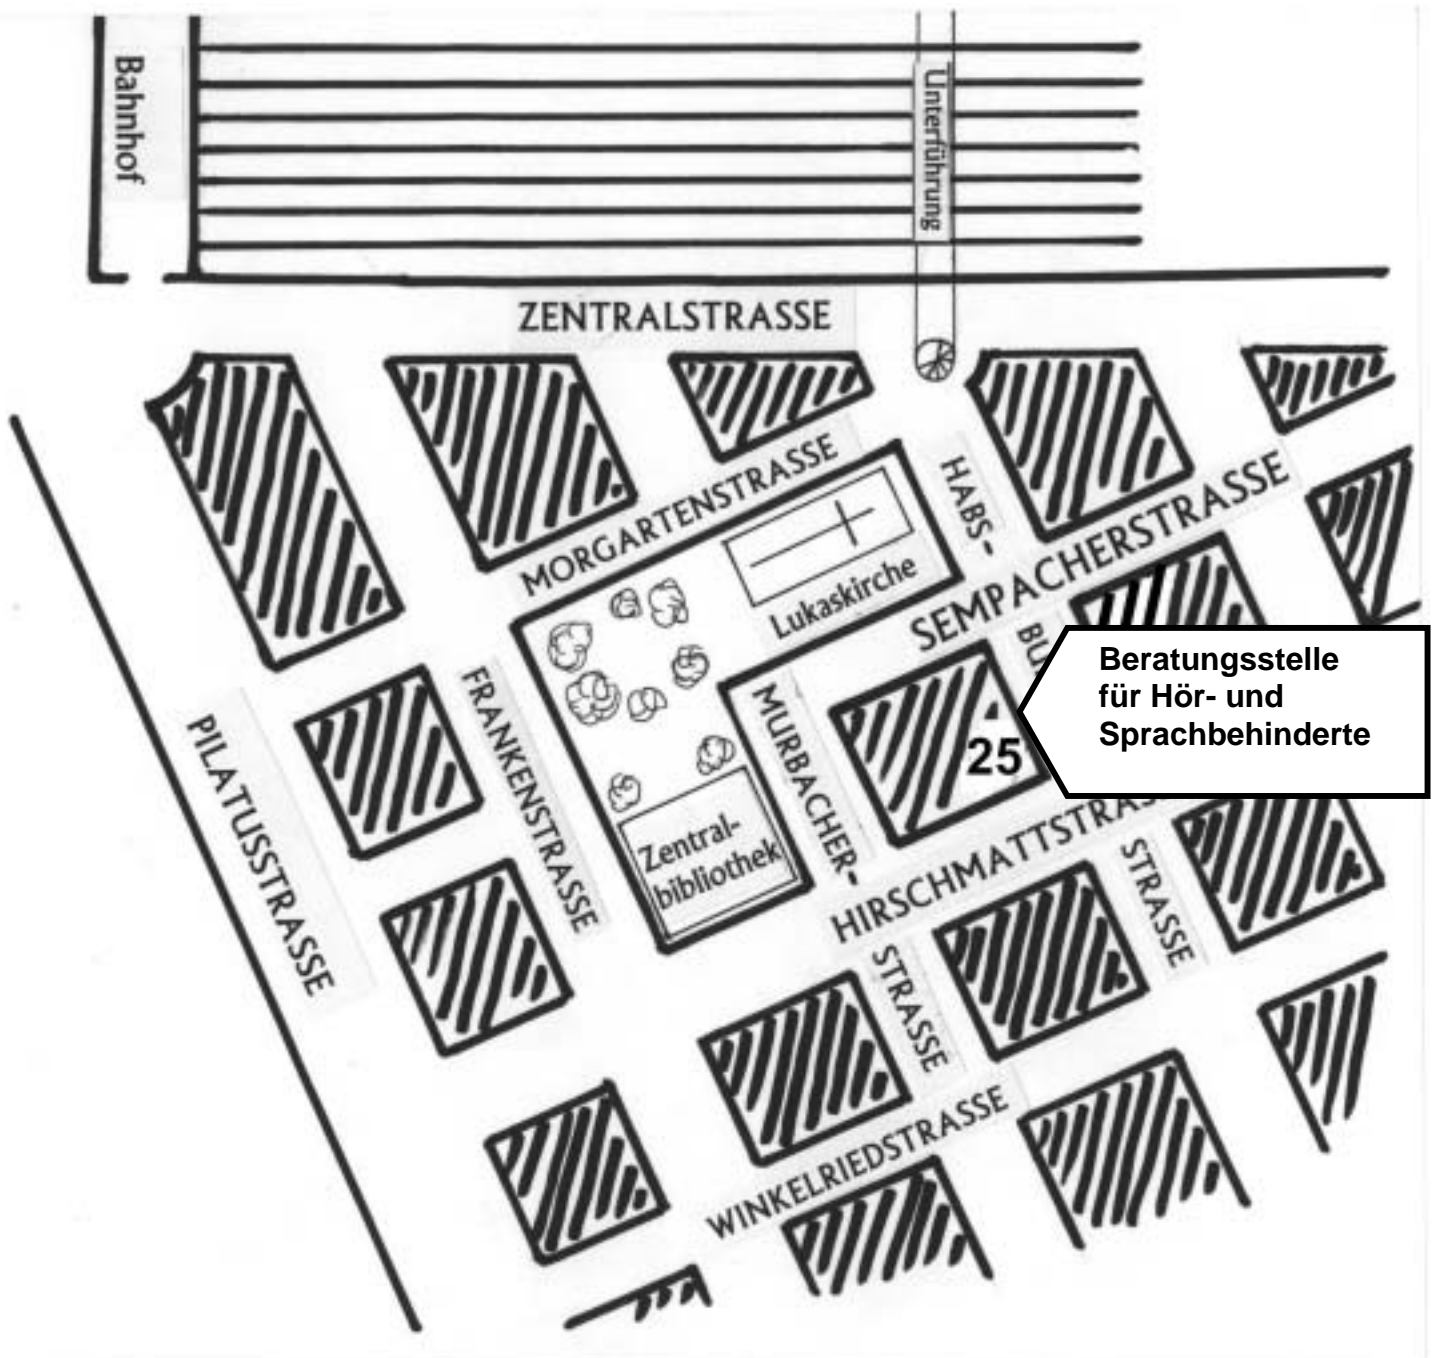 Bahnhof
Unterführung
ZENTRALSTRASSE
MORGARTENSTRASSE
HABS-
SEMPACHERSTRASSE
Lukaskirche
BU
Beratungsstelle
für Hör- und
Sprachbehinderte
25
FRANKENSTRASSE
MURBACHER-
PILATUSSTRASSE
Zentral-
bibliothek
HIRSCHMATTSTRAS
STRASSE
STRASSE
WINKELRIEDSTRASSE